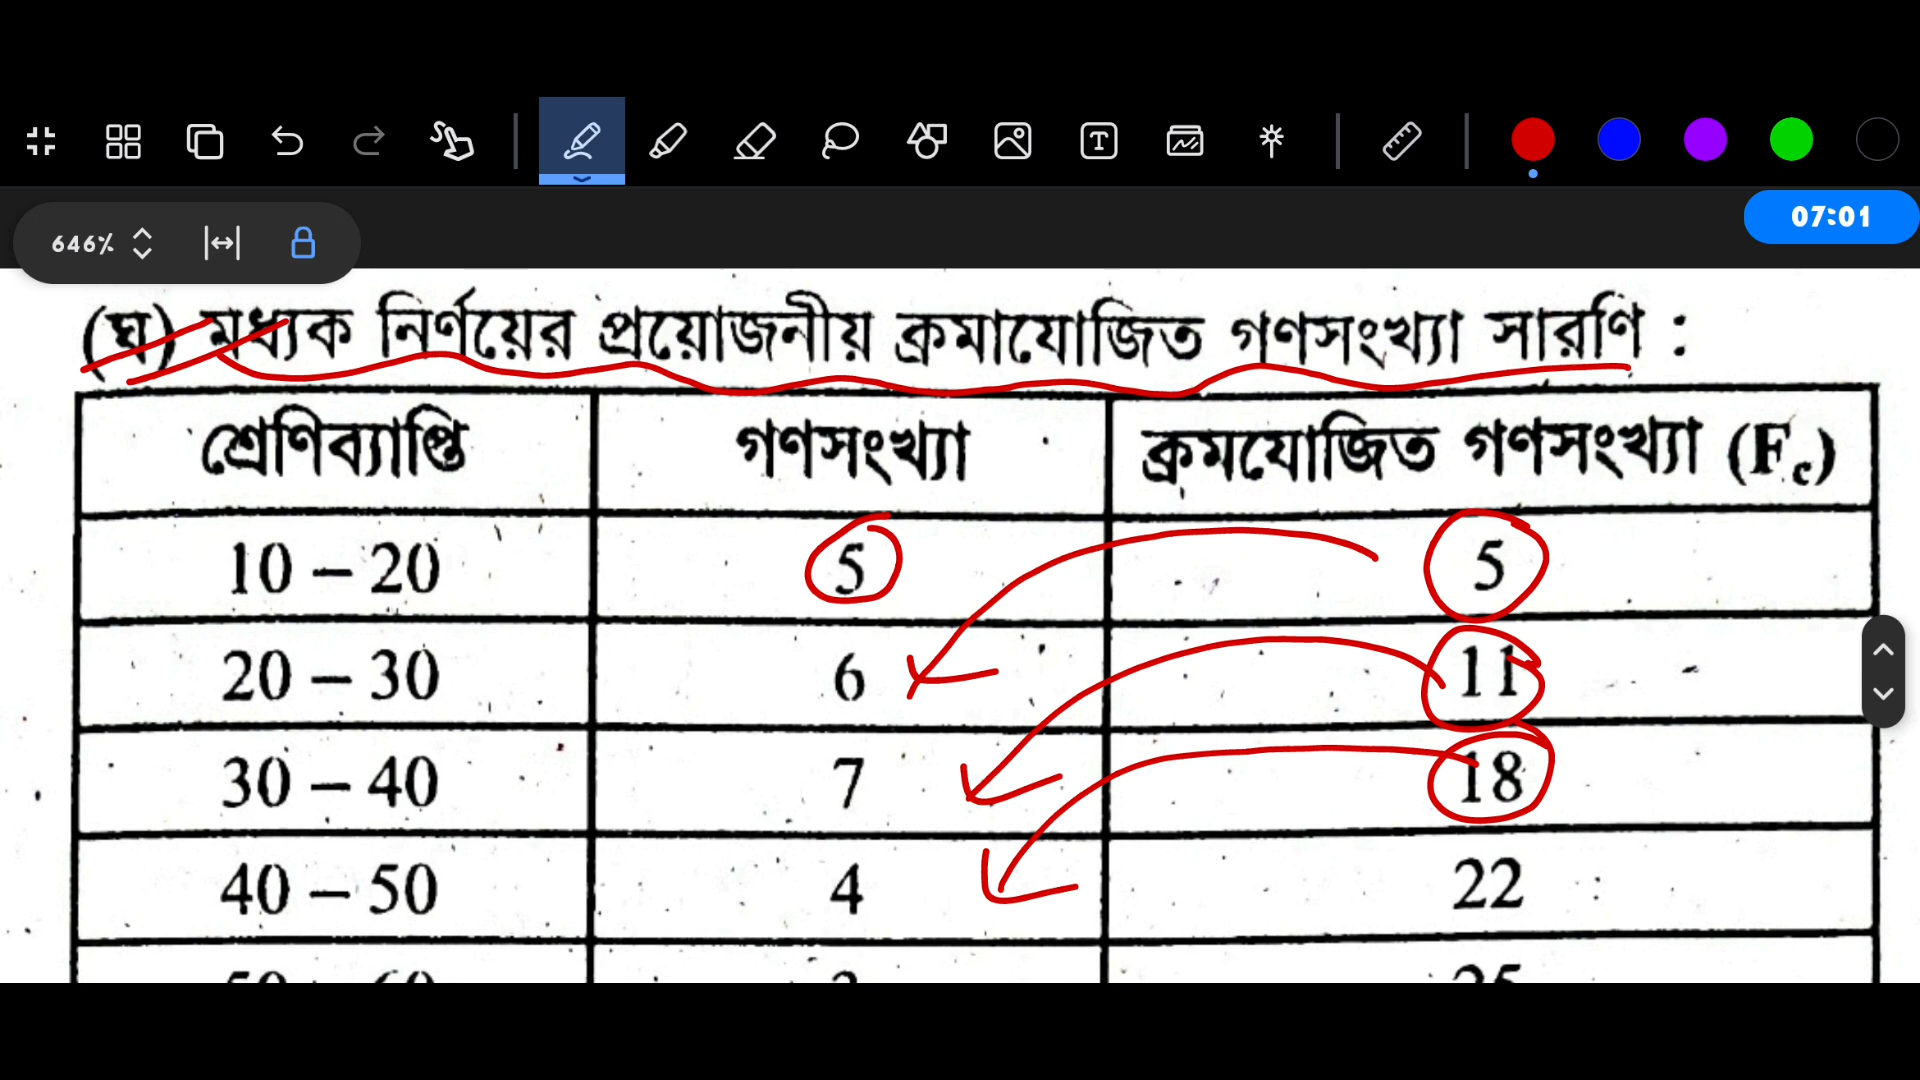 646%
07:01
(ঘ) মধ্যক নির্ণয়ের প্রয়োজনীয় ক্রমাযোজিত গণসংখ্যা সারণি :
শ্রেণিব্যাপ্তি গণসংখ্যা ক্রমযোজিত গণসংখ্যা (Fc)
10 – 20 5 5
20 – 30 6 11
30 – 40 7 18
40 – 50 4 22